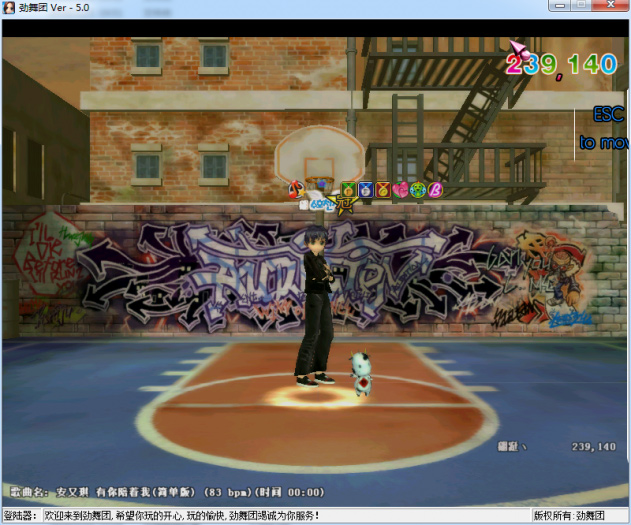 劲舞团 Ver - 5.0
239,140
ESC
to mov
239,140
歌曲名: 安又琪 有你陪着我(简单版) (83 bpm)(时间 00:00)
登陆器: 欢迎来到劲舞团,希望你玩的开心,玩的愉快,劲舞团竭诚为你服务!
版权所有:劲舞团